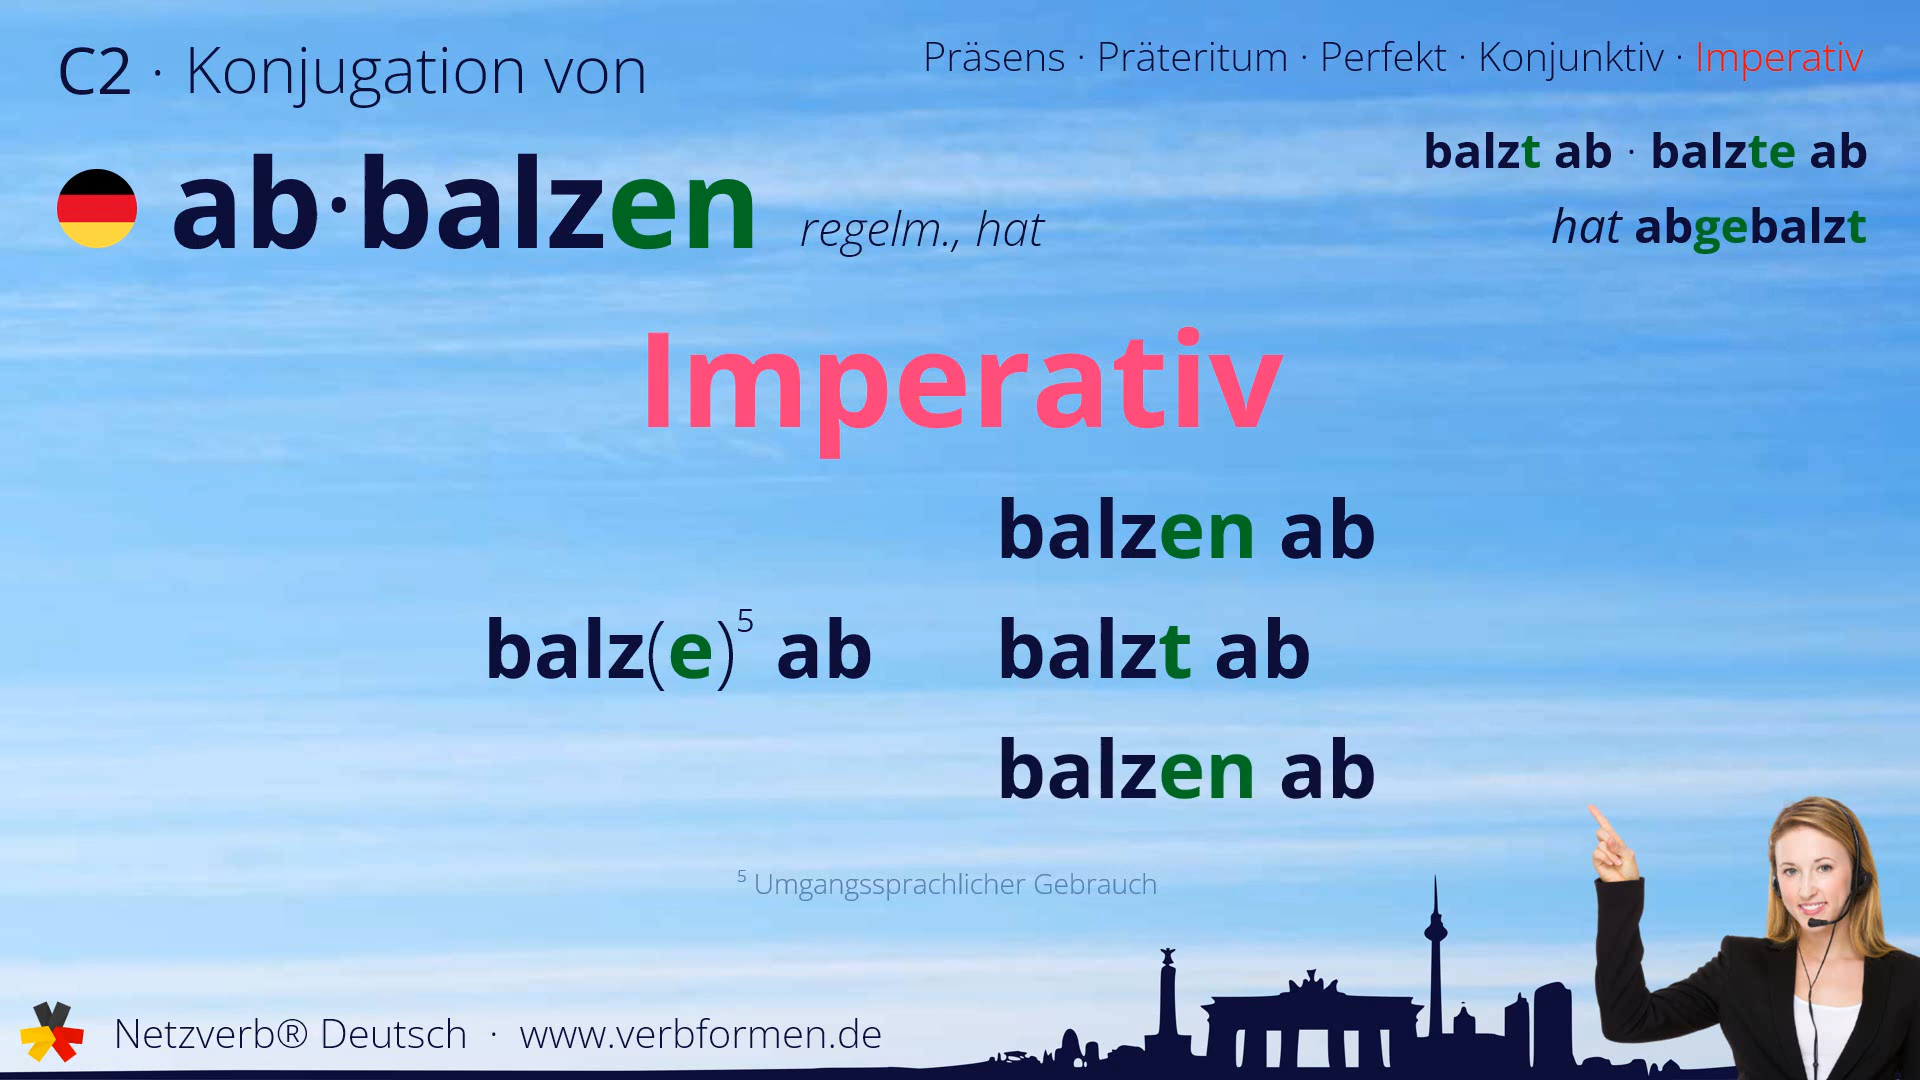 C2 · Konjugation von
Präsens · Präteritum · Perfekt · Konjunktiv · Imperativ
ab·balzen regelm., hat
balzt ab · balzte ab
hat abgebalzt
Imperativ
balzen ab
balz(e)⁵ ab balzt ab
balzen ab
⁵ Umgangssprachlicher Gebrauch
Netzverb® Deutsch · www.verbformen.de